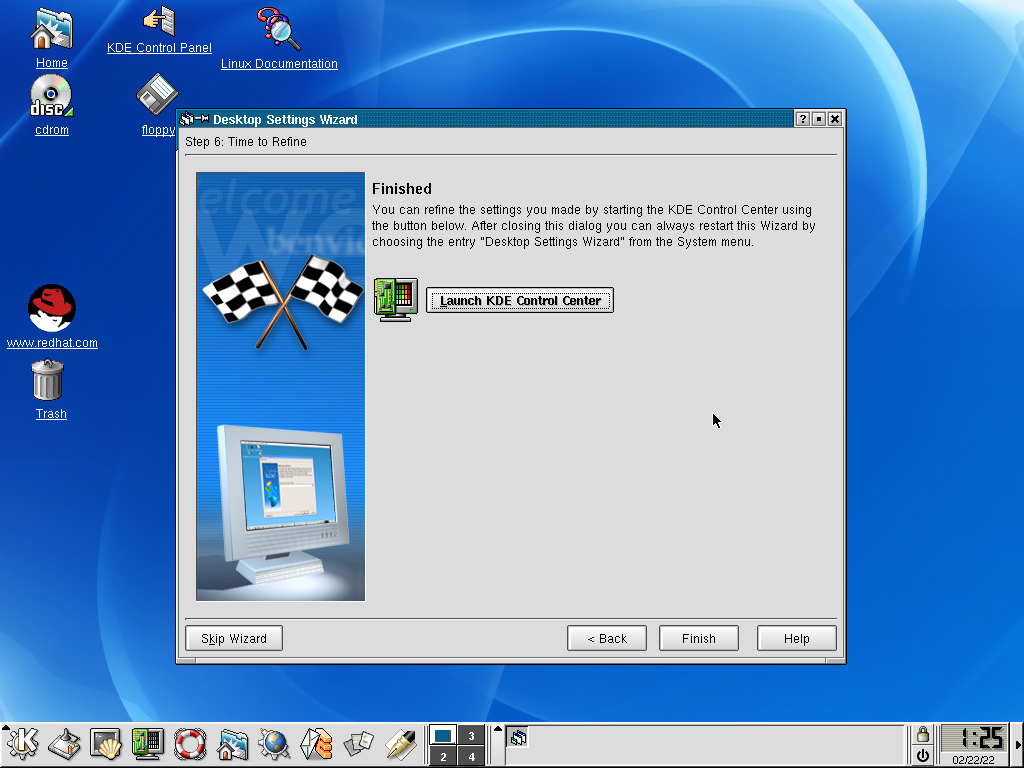 KDE Control Panel
Home
Linux Documentation
disc
cdrom
floppy
Desktop Settings Wizard
Step 6: Time to Refine
Welcome
Finished
You can refine the settings you made by starting the KDE Control Center using
the button below. After closing this dialog you can always restart this Wizard by
choosing the entry "Desktop Settings Wizard" from the System menu.
Launch KDE Control Center
www.redhat.com
Trash
KDE
Skip Wizard
< Back
Finish
Help
3
2
4
1:25
02/22/22